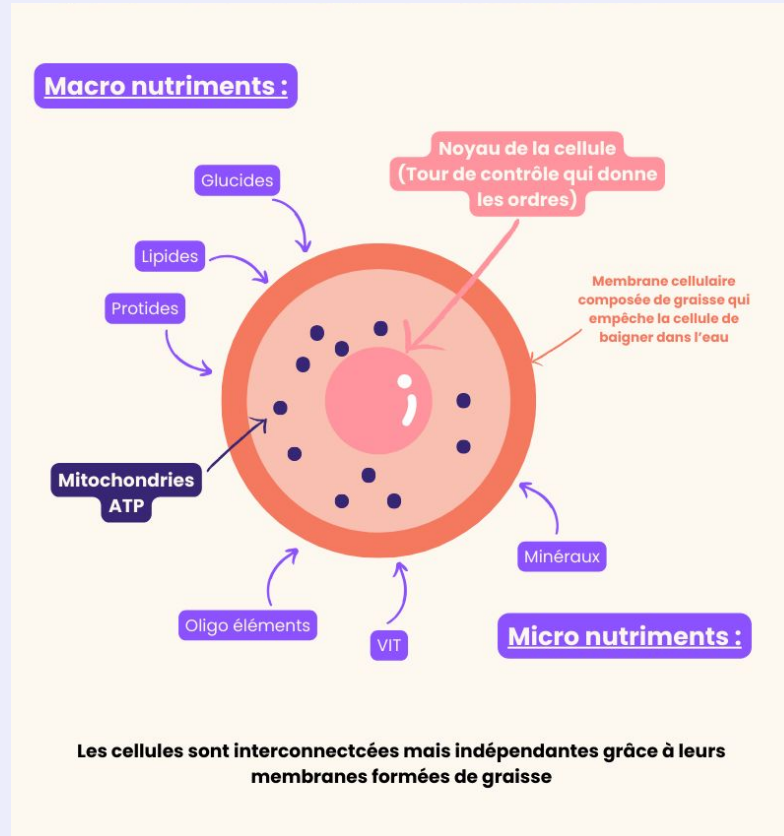 Macro nutriments :
Noyau de la cellule
(Tour de contrôle qui donne
les ordres)
Glucides
Lipides
Protides
Membrane cellulaire
composée de graisse qui
empêche la cellule de
baigner dans l'eau
Mitochondries
ATP
Minéraux
Oligo éléments
VIT
Micro nutriments :
Les cellules sont interconnectcées mais indépendantes grâce à leurs
membranes formées de graisse